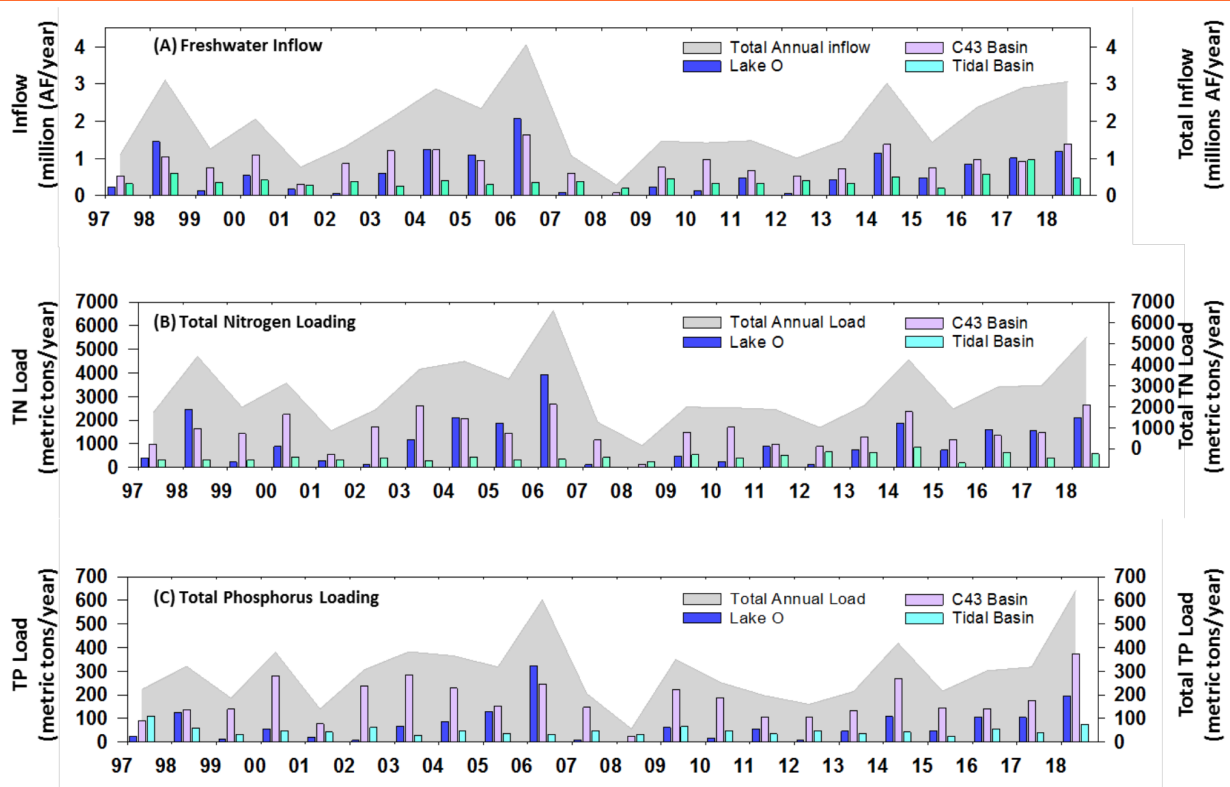 (A) Freshwater Inflow
Total Annual inflow
C43 Basin
Lake O
Tidal Basin
Inflow
(million (AF/year)
4
3
2
1
0
4
3
2
1
0
Total Inflow
(millions AF/year)
97 98 99 00 01 02 03 04 05 06 07 08 09 10 11 12 13 14 15 16 17 18
(B) Total Nitrogen Loading
Total Annual Load
C43 Basin
Lake O
Tidal Basin
TN Load
(metric tons/year)
7000
6000
5000
4000
3000
2000
1000
0
7000
6000
5000
4000
3000
2000
1000
0
Total TN Load
(metric tons/year)
97 98 99 00 01 02 03 04 05 06 07 08 09 10 11 12 13 14 15 16 17 18
(C) Total Phosphorus Loading
Total Annual Load
C43 Basin
Lake O
Tidal Basin
TP Load
(metric tons/year)
700
600
500
400
300
200
100
0
700
600
500
400
300
200
100
0
Total TP Load
(metric tons/year)
97 98 99 00 01 02 03 04 05 06 07 08 09 10 11 12 13 14 15 16 17 18